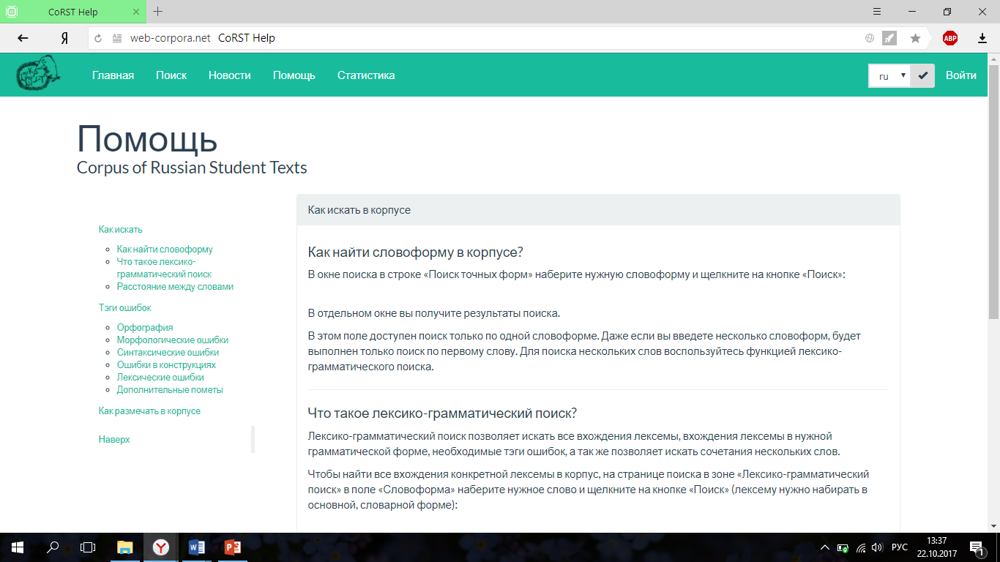 CoRST Help
Я
web-corpora.net CoRST Help
ABP
Главная Поиск Новости Помощь Статистика
ru
Войти
Помощь
Corpus of Russian Student Texts
Как искать
Как найти словоформу
Что такое лексико-
грамматический поиск
Расстояние между словами
Тэги ошибок
Орфография
Морфологические ошибки
Синтаксические ошибки
Ошибки в конструкциях
Лексические ошибки
Дополнительные пометы
Как размечать в корпусе
Наверх
Как искать в корпусе
Как найти словоформу в корпусе?
В окне поиска в строке «Поиск точных форм» наберите нужную словоформу и щелкните на кнопке «Поиск»:
В отдельном окне вы получите результаты поиска.
В этом поле доступен поиск только по одной словоформе. Даже если вы введете несколько словоформ, будет
выполнен только поиск по первому слову. Для поиска нескольких слов воспользуйтесь функцией лексико-
грамматического поиска.
Что такое лексико-грамматический поиск?
Лексико-грамматический поиск позволяет искать все вхождения лексемы, вхождения лексемы в нужной
грамматической форме, необходимые тэги ошибок, а так же позволяет искать сочетания нескольких слов.
Чтобы найти все вхождения конкретной лексемы в корпус, на странице поиска в зоне «Лексико-грамматический
поиск» в поле «Словоформа» наберите нужное слово и щелкните на кнопке «Поиск» (лексему нужно набирать в
основной, словарной форме):
РУС
13:37
22.10.2017
1